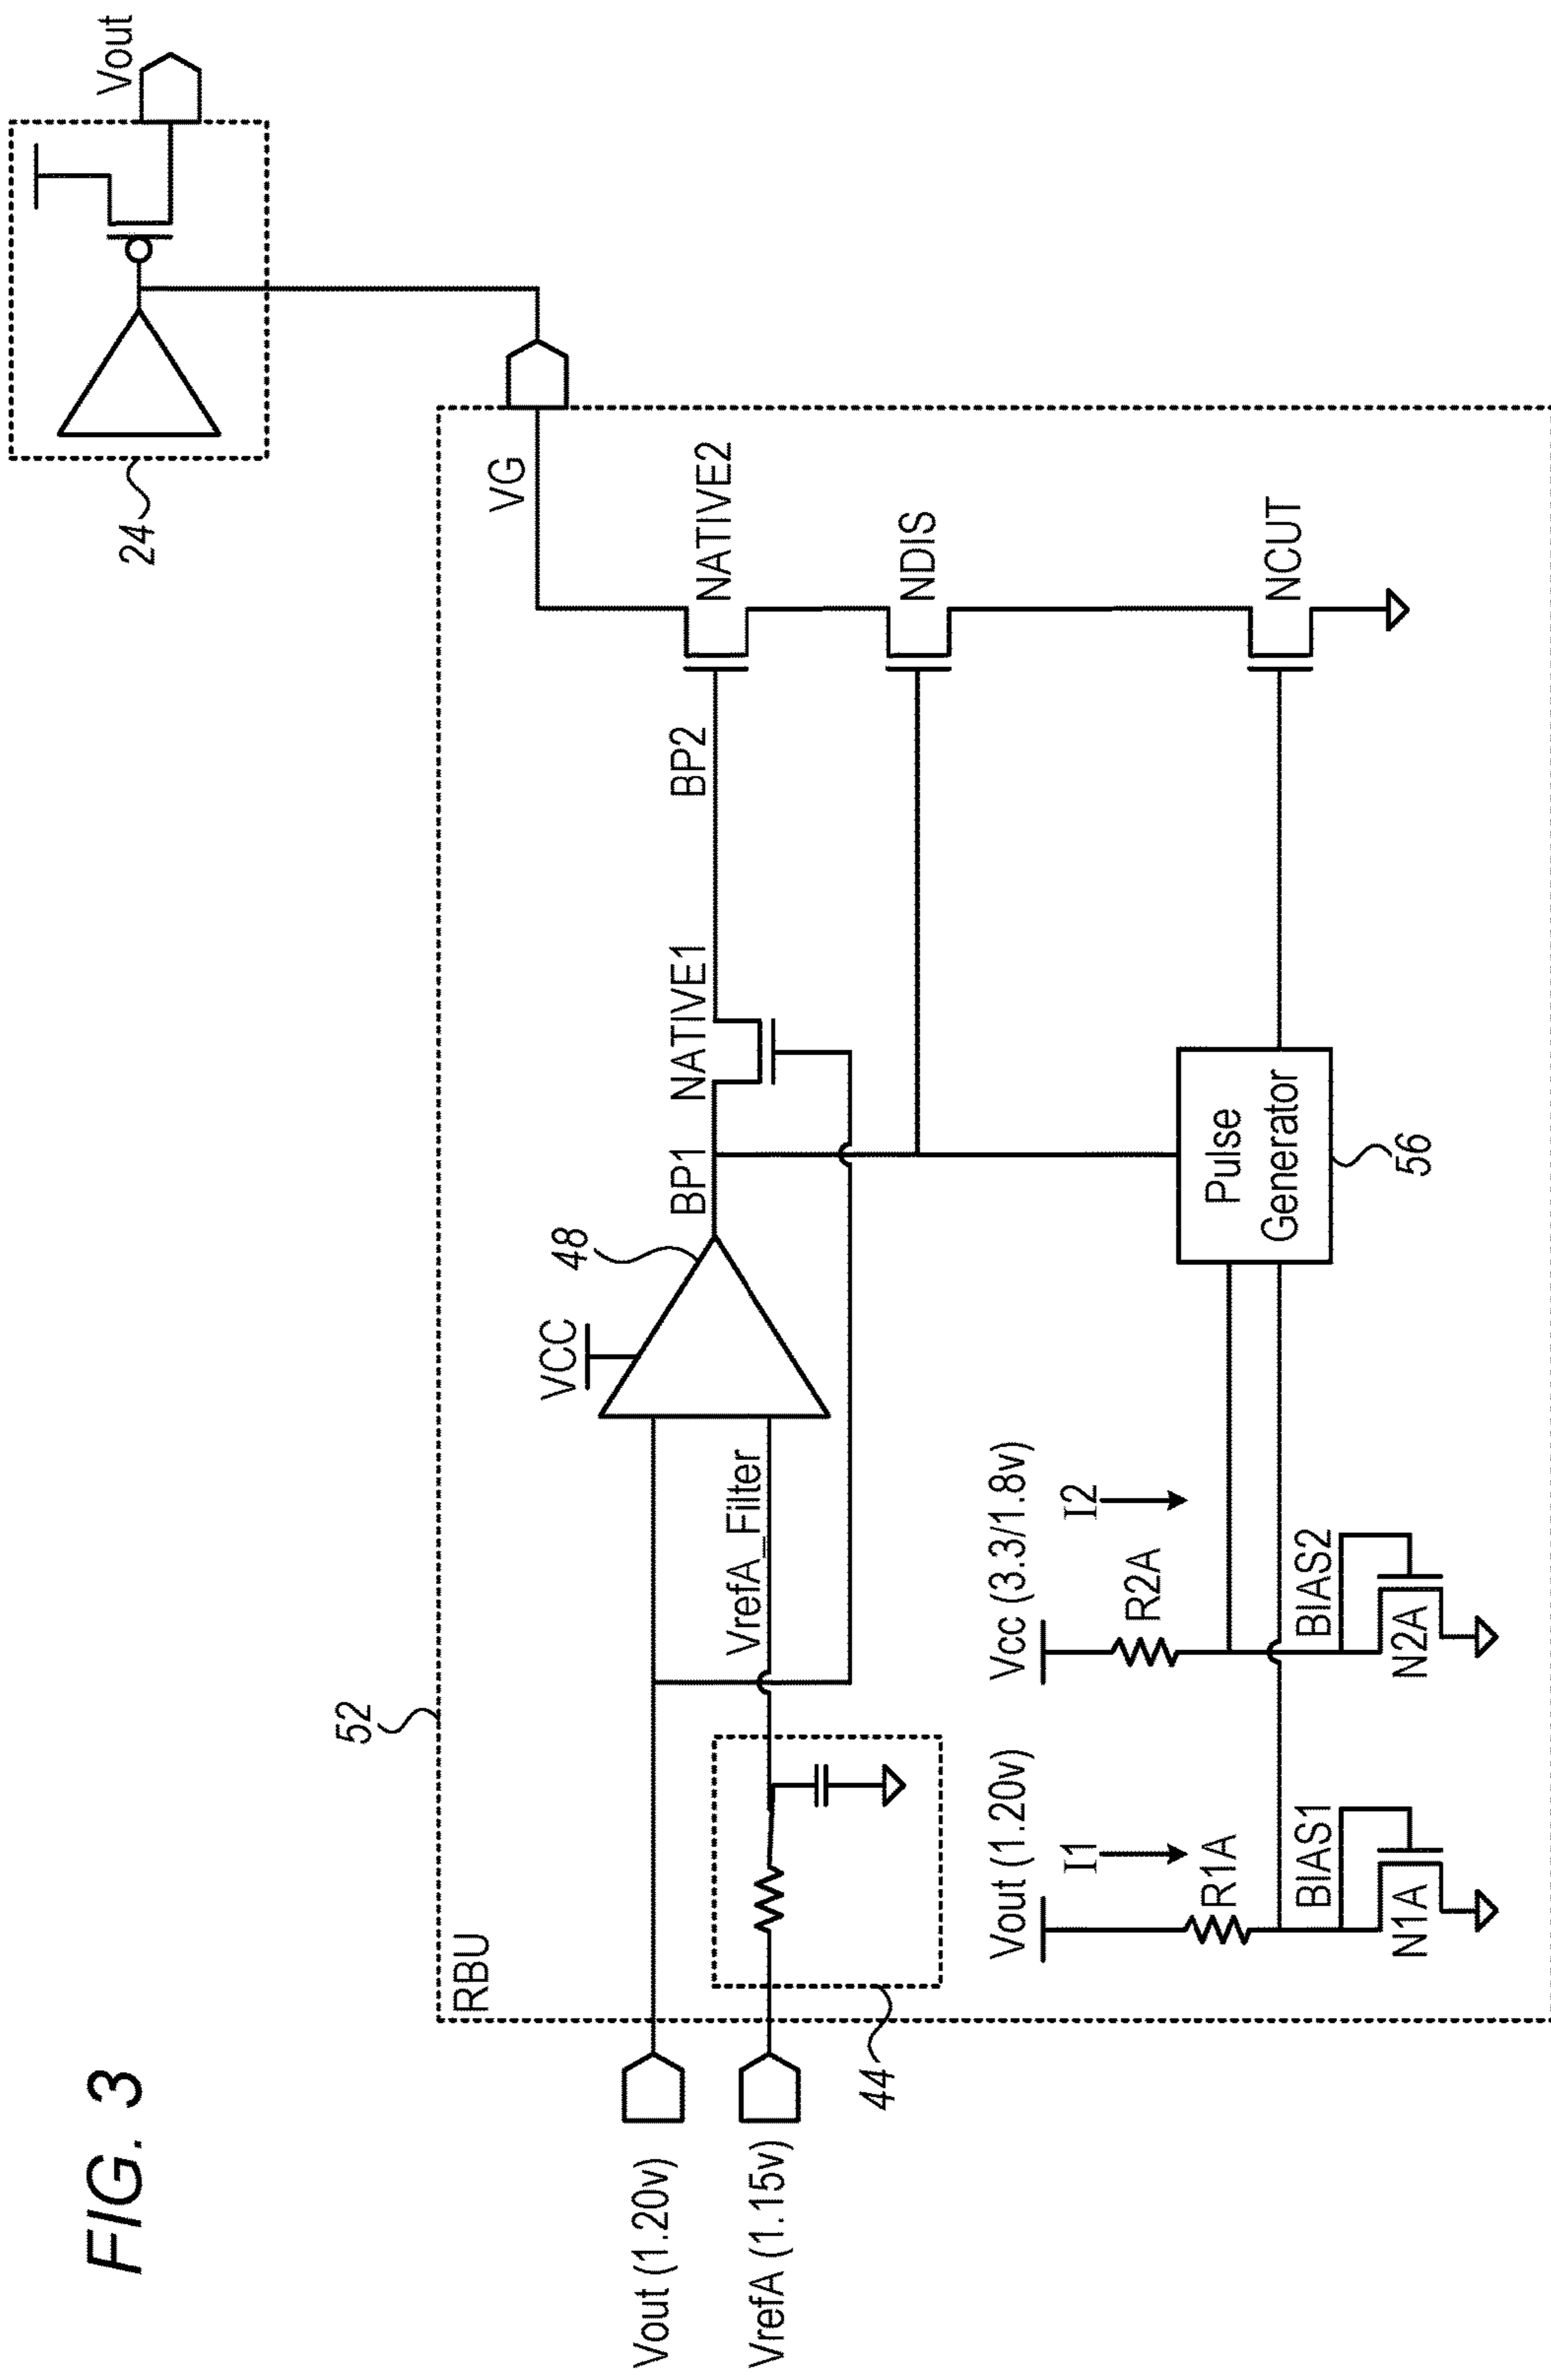 FIG. 3
Vout
24
52
RBU
VG
VCC
48
BP1
NATIVE1
BP2
NATIVE2
Vout (1.20v)
VrefA (1.15v)
VrefA_Filter
44
NDIS
Vout (1.20v)
I1
R1A
BIAS1
N1A
Vcc (3.3/1.8v)
I2
R2A
BIAS2
N2A
Pulse
Generator
56
NCUT